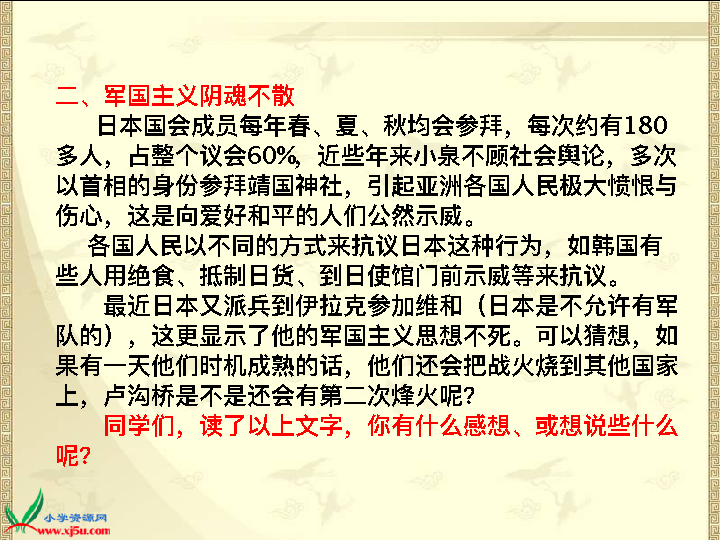 二、军国主义阴魂不散
日本国会成员每年春、夏、秋均会参拜，每次约有180
多人，占整个议会60%，近些年来小泉不顾社会舆论，多次
以首相的身份参拜靖国神社，引起亚洲各国人民极大愤恨与
伤心，这是向爱好和平的人们公然示威。
各国人民以不同的方式来抗议日本这种行为，如韩国有
些人用绝食、抵制日货、到日使馆门前示威等来抗议。
最近日本又派兵到伊拉克参加维和（日本是不允许有军
队的），这更显示了他的军国主义思想不死。可以猜想，如
果有一天他们时机成熟的话，他们还会把战火烧到其他国家
上，卢沟桥是不是还会有第二次烽火呢？
同学们，读了以上文字，你有什么感想、或想说些什么
呢？
小学资源网
www.xj5u.com